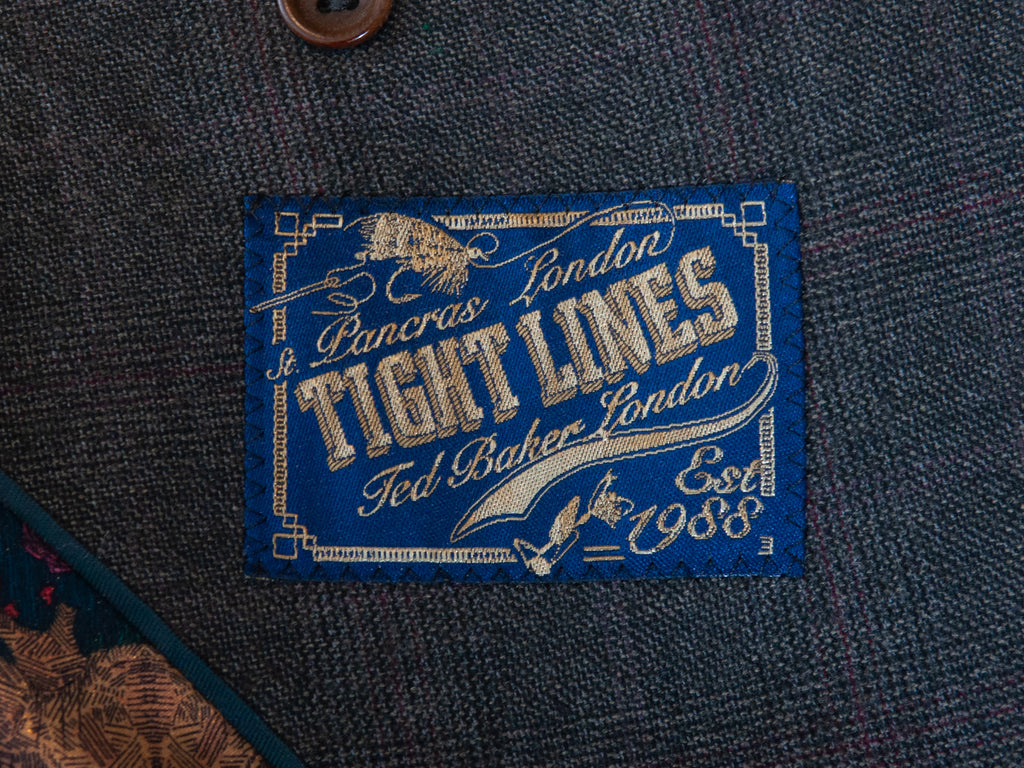 St. Pancras London
TIGHT LINES
Ted Baker London
Est
1988